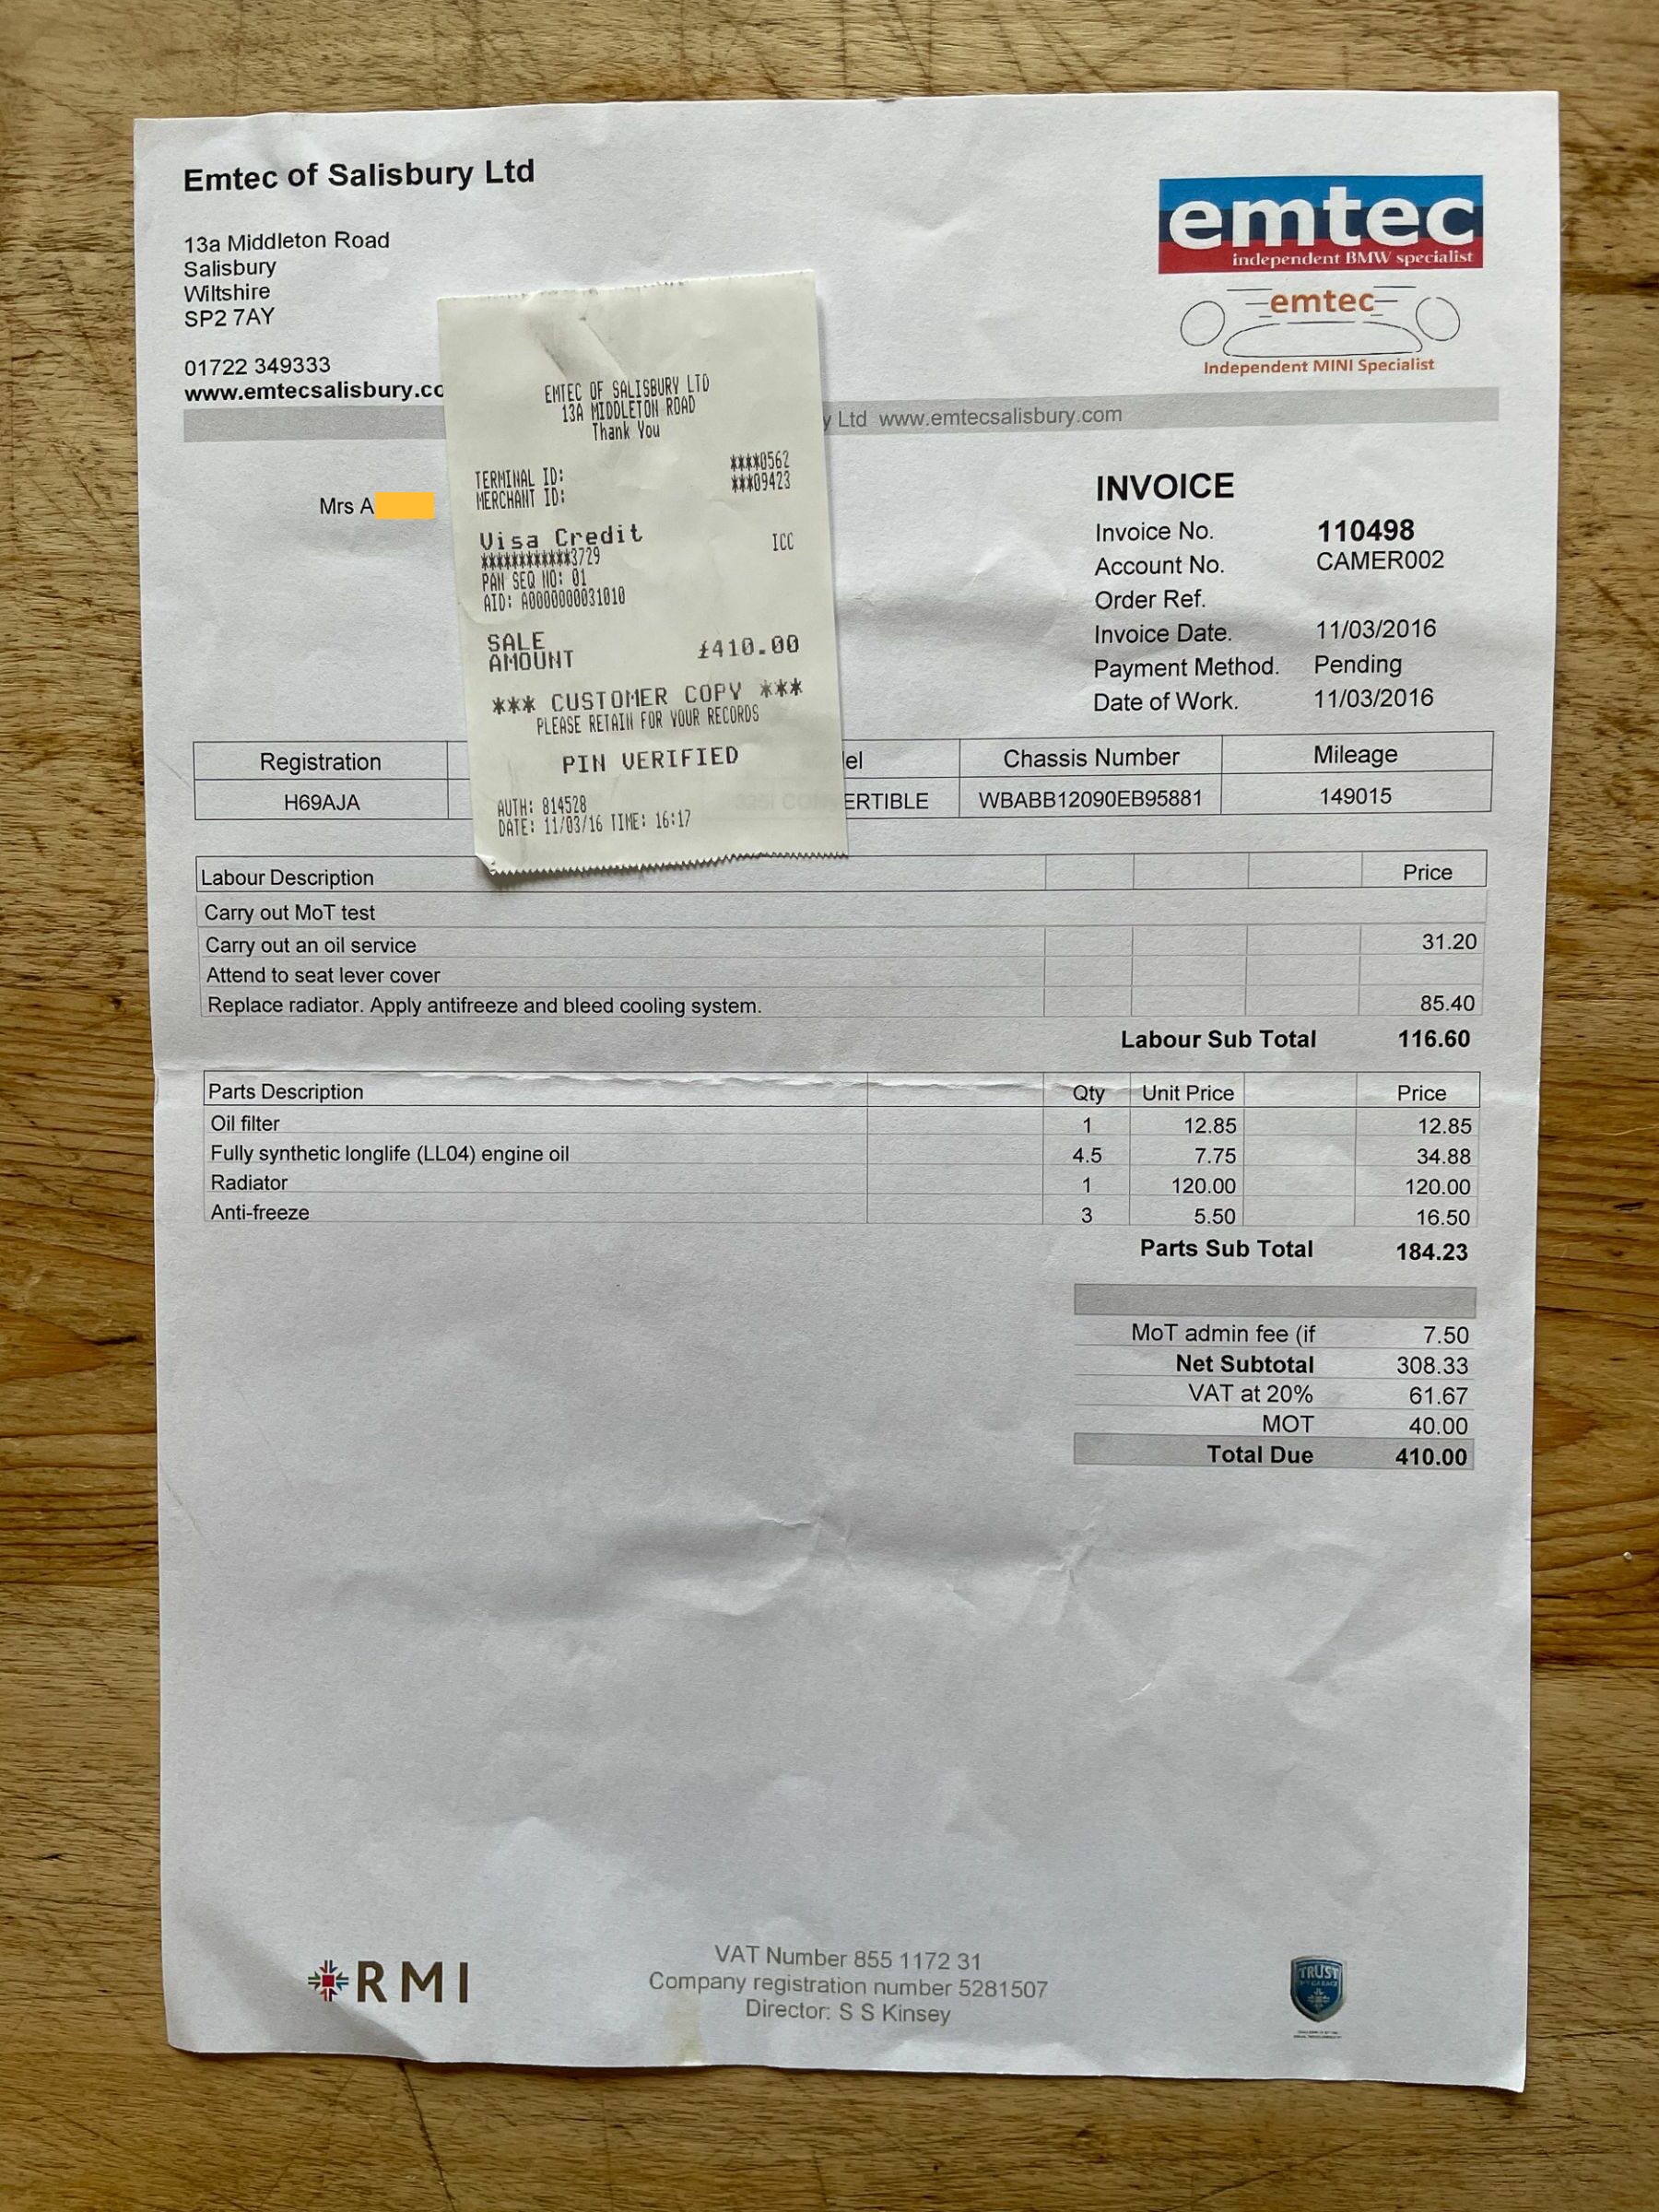 Emtec of Salisbury Ltd
13a Middleton Road
Salisbury
Wiltshire
SP2 7AY
01722 349333
www.emtecsalisbury.co
emtec
independent BMW specialist
emtec
Independent MINI Specialist
y Ltd www.emtecsalisbury.com
EMTEC OF SALISBURY LTD
13A MIDDLETON ROAD
Thank You
TERMINAL ID: ****0562
MERCHANT ID: ***09423
Visa Credit ICC
************3729
PAN SEQ NO: 01
AID: A0000000031010
SALE
AMOUNT £410.00
*** CUSTOMER COPY ***
PLEASE RETAIN FOR YOUR RECORDS
PIN VERIFIED
AUTH: 814528
DATE: 11/03/16 TIME: 16:17
Mrs A
INVOICE
Invoice No. 110498
Account No. CAMER002
Order Ref.
Invoice Date. 11/03/2016
Payment Method. Pending
Date of Work. 11/03/2016
Registration el Chassis Number Mileage
H69AJA ERTIBLE WBABB12090EB95881 149015
Labour Description Price
Carry out MoT test
Carry out an oil service 31.20
Attend to seat lever cover
Replace radiator. Apply antifreeze and bleed cooling system. 85.40
Labour Sub Total 116.60
Parts Description Qty Unit Price Price
Oil filter 1 12.85 12.85
Fully synthetic longlife (LL04) engine oil 4.5 7.75 34.88
Radiator 1 120.00 120.00
Anti-freeze 3 5.50 16.50
Parts Sub Total 184.23
MoT admin fee (if 7.50
Net Subtotal 308.33
VAT at 20% 61.67
MOT 40.00
Total Due 410.00
RMI
VAT Number 855 1172 31
Company registration number 5281507
Director: S S Kinsey
TRUST